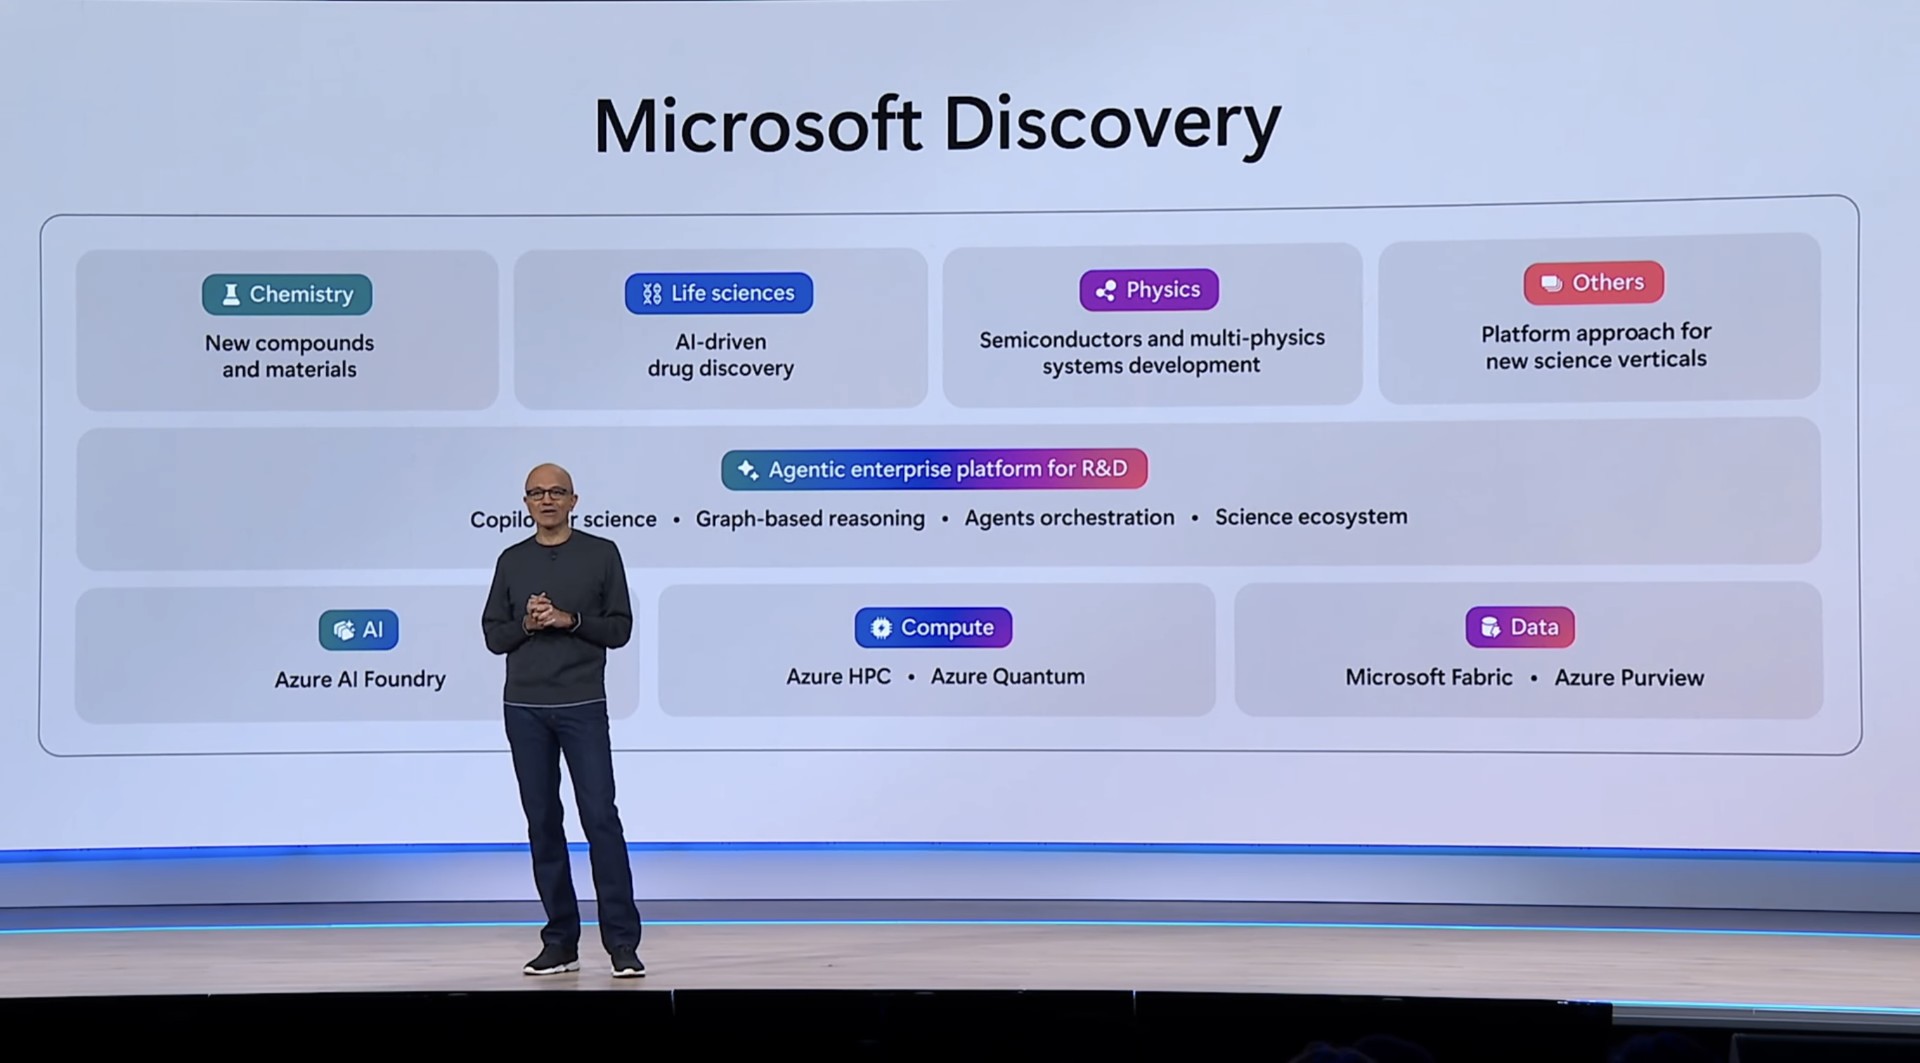 Microsoft Discovery
Chemistry
New compounds
and materials
Life sciences
AI-driven
drug discovery
Physics
Semiconductors and multi-physics
systems development
Others
Platform approach for
new science verticals
Agentic enterprise platform for R&D
science • Graph-based reasoning • Agents orchestration • Science ecosystem
AI
Azure AI Foundry
Compute
Azure HPC • Azure Quantum
Data
Microsoft Fabric • Azure Purview